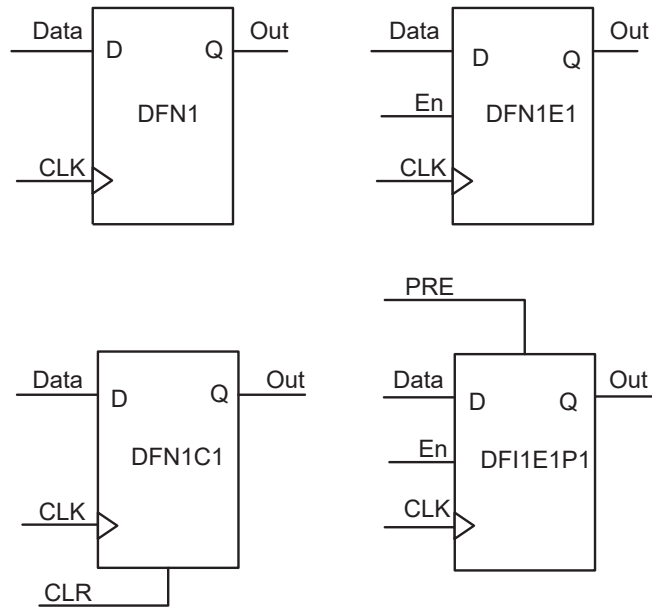 Data
D
Q
Out
DFN1
CLK
Data
D
Q
Out
En
DFN1E1
CLK
Data
D
Q
Out
DFN1C1
CLK
CLR
PRE
Data
D
Q
Out
En
DFI1E1P1
CLK